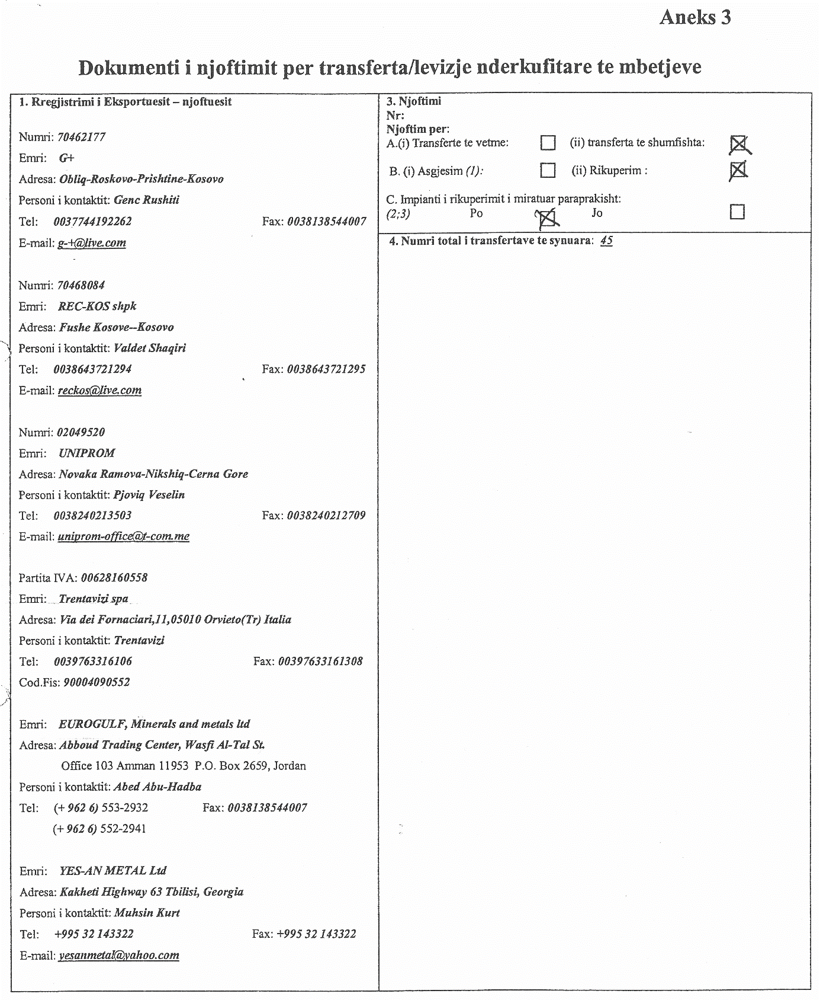 Aneks 3
Dokumenti i njoftimit per transferta/levizje nderkufitare te mbetjeve
1. Rregjistrimi i Eksportuesit – njoftuesit
Numri: 70462177
Emri: G+
Adresa: Obliq-Roskovo-Prishtine-Kosovo
Personi i kontaktit: Genc Rushiti
Tel: 0037744192262 Fax: 0038138544007
E-mail: g-+@live.com
Numri: 70468084
Emri: REC-KOS shpk
Adresa: Fushe Kosove--Kosovo
Personi i kontaktit: Valdet Shaqiri
Tel: 0038643721294 Fax: 0038643721295
E-mail: reckos@live.com
Numri: 02049520
Emri: UNIPROM
Adresa: Novaka Ramova-Nikshiq-Cerna Gore
Personi i kontaktit: Pjoviq Veselin
Tel: 0038240213503 Fax: 0038240212709
E-mail: uniprom-office@t-com.me
Partita IVA: 00628160558
Emri: Trentavizi spa
Adresa: Via dei Fornaciari,11,05010 Orvieto(Tr) Italia
Personi i kontaktit: Trentavizi
Tel: 0039763316106 Fax: 00397633161308
Cod.Fis: 90004090552
Emri: EUROGULF, Minerals and metals ltd
Adresa: Abboud Trading Center, Wasfi Al-Tal St.
Office 103 Amman 11953 P.O. Box 2659, Jordan
Personi i kontaktit: Abed Abu-Hadba
Tel: (+ 962 6) 553-2932 Fax: 0038138544007
(+ 962 6) 552-2941
Emri: YES-AN METAL Ltd
Adresa: Kakheti Highway 63 Tbilisi, Georgia
Personi i kontaktit: Muhsin Kurt
Tel: +995 32 143322 Fax: +995 32 143322
E-mail: yesanmetal@yahoo.com
3. Njoftimi
Nr:
Njoftim per:
A.(i) Transferte te vetme: (ii) transferta te shumfishta:
B. (i) Asgjesim (1): (ii) Rikuperim :
C. Impianti i rikuperimit i miratuar paraprakisht:
(2;3) Po Jo
4. Numri total i transfertave te synuara: 45